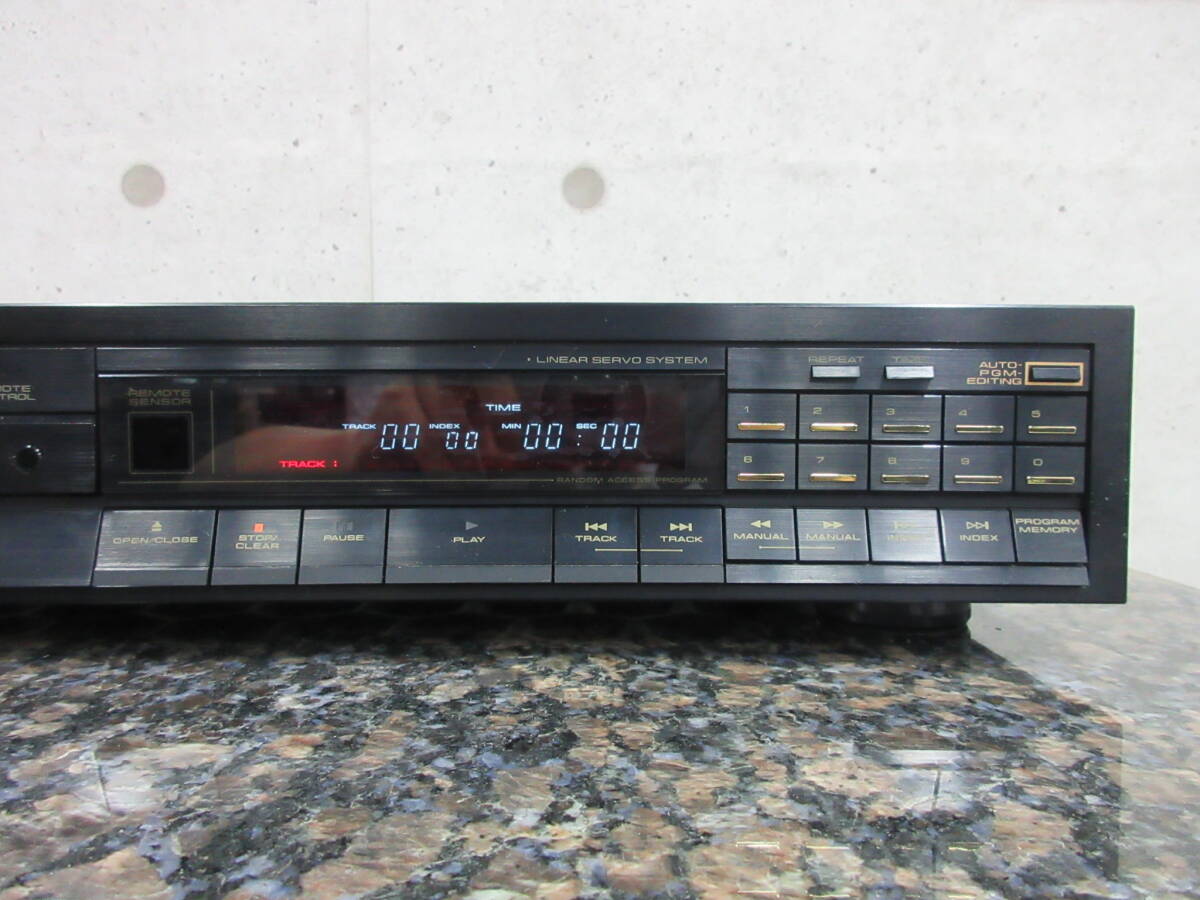 • LINEAR SERVO SYSTEM
REPEAT
TIME
AUTO-
PGM-
EDITING
REMOTE
SENSOR
TIME
TRACK 00 INDEX 00 MIN 00 : SEC 00
TRACK :
RANDOM ACCESS PROGRAM
1 2 3 4 5
6 7 8 9 0
OPEN/CLOSE
STOP/
CLEAR
PAUSE
PLAY
TRACK
TRACK
MANUAL
MANUAL
INDEX
INDEX
PROGRAM
MEMORY